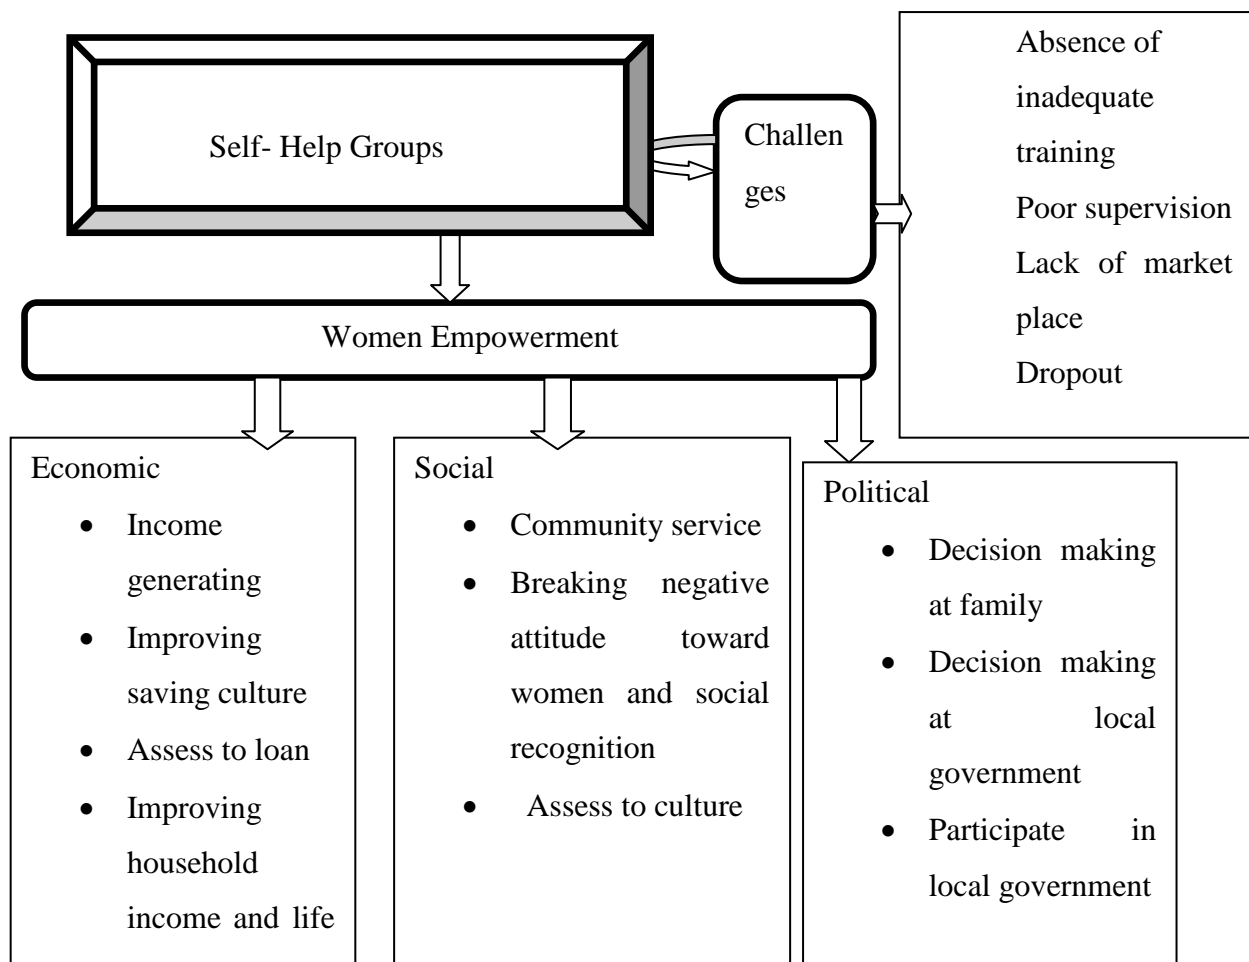 Self- Help Groups
Challen
ges
Absence of
inadequate
training
Poor supervision
Lack of market
place
Dropout
Women Empowerment
Economic
• Income
generating
• Improving
saving culture
• Assess to loan
• Improving
household
income and life
Social
• Community service
• Breaking negative
attitude toward
women and social
recognition
• Assess to culture
Political
• Decision making
at family
• Decision making
at local
government
• Participate in
local government